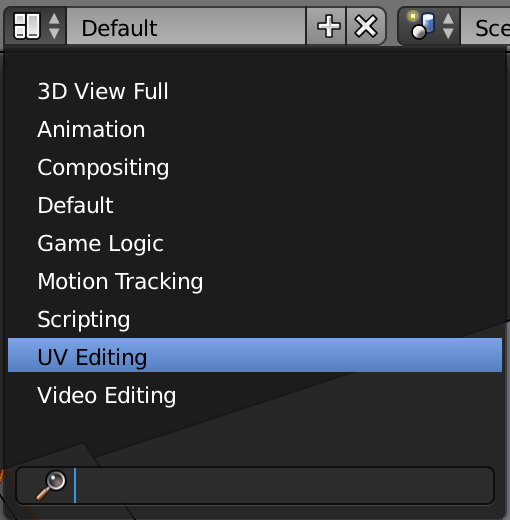 Default Sce
3D View Full
Animation
Compositing
Default
Game Logic
Motion Tracking
Scripting
UV Editing
Video Editing